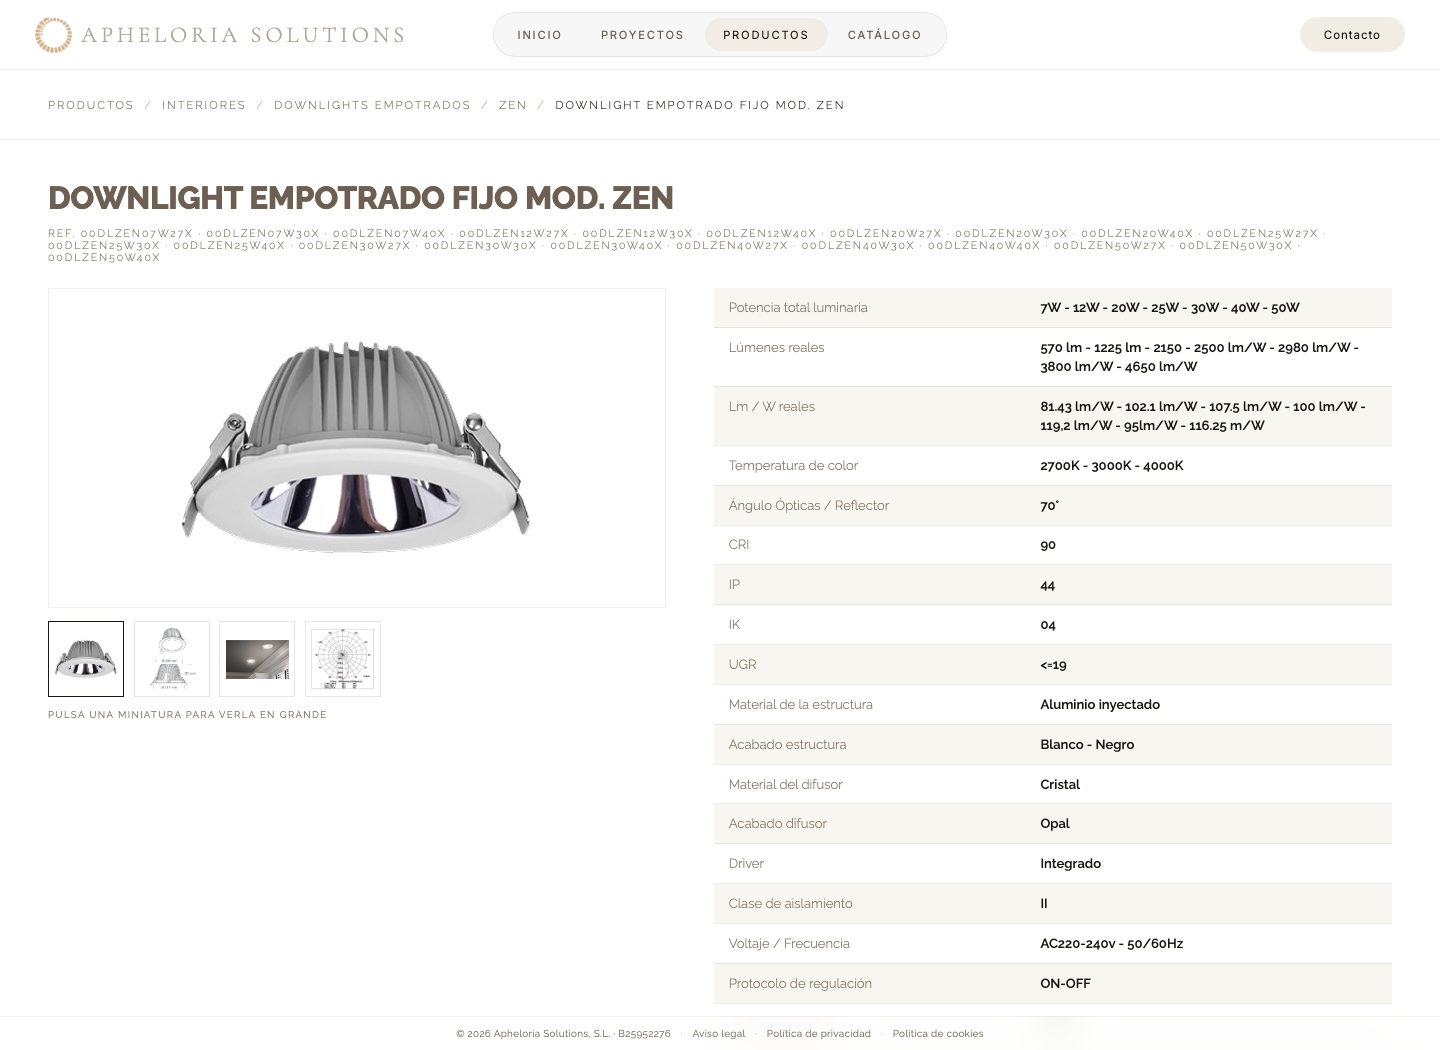 APHELORIA SOLUTIONS
INICIO PROYECTOS PRODUCTOS CATÁLOGO
Contacto
PRODUCTOS / INTERIORES / DOWNLIGHTS EMPOTRADOS / ZEN / DOWNLIGHT EMPOTRADO FIJO MOD. ZEN
DOWNLIGHT EMPOTRADO FIJO MOD. ZEN
REF. 00DLZEN07W27X · 00DLZEN07W30X · 00DLZEN07W40X · 00DLZEN12W27X · 00DLZEN12W30X · 00DLZEN12W40X · 00DLZEN20W27X · 00DLZEN20W30X · 00DLZEN20W40X · 00DLZEN25W27X ·
00DLZEN25W30X · 00DLZEN25W40X · 00DLZEN30W27X · 00DLZEN30W30X · 00DLZEN30W40X · 00DLZEN40W27X · 00DLZEN40W30X · 00DLZEN40W40X · 00DLZEN50W27X · 00DLZEN50W30X ·
00DLZEN50W40X
Potencia total luminaria 7W - 12W - 20W - 25W - 30W - 40W - 50W
Lúmenes reales 570 lm - 1225 lm - 2150 - 2500 lm/W - 2980 lm/W -
3800 lm/W - 4650 lm/W
Lm / W reales 81.43 lm/W - 102.1 lm/W - 107.5 lm/W - 100 lm/W -
119,2 lm/W - 95lm/W - 116.25 m/W
Temperatura de color 2700K - 3000K - 4000K
Ángulo Ópticas / Reflector 70°
CRI 90
IP 44
IK 04
UGR <=19
Material de la estructura Aluminio inyectado
Acabado estructura Blanco - Negro
Material del difusor Cristal
Acabado difusor Opal
Driver Integrado
Clase de aislamiento II
Voltaje / Frecuencia AC220-240v - 50/60Hz
Protocolo de regulación ON-OFF
PULSA UNA MINIATURA PARA VERLA EN GRANDE
© 2026 Apheloria Solutions, S.L. · B25952276 · Aviso legal · Política de privacidad · Política de cookies